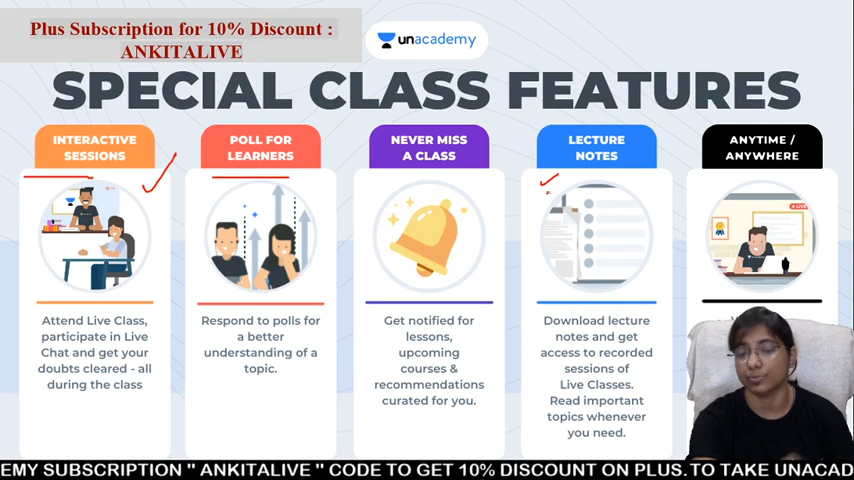 Plus Subscription for 10% Discount :
ANKITALIVE
unacademy
SPECIAL CLASS FEATURES
INTERACTIVE
SESSIONS
Attend Live Class,
participate in Live
Chat and get your
doubts cleared - all
during the class
POLL FOR
LEARNERS
Respond to polls for
a better
understanding of a
topic.
NEVER MISS
A CLASS
Get notified for
lessons,
upcoming
courses &
recommendations
curated for you.
LECTURE
NOTES
Download lecture
notes and get
access to recorded
sessions of
Live Classes.
Read important
topics whenever
you need.
ANYTIME /
ANYWHERE
LIVE
EMY SUBSCRIPTION " ANKITALIVE " CODE TO GET 10% DISCOUNT ON PLUS.TO TAKE UNACAD